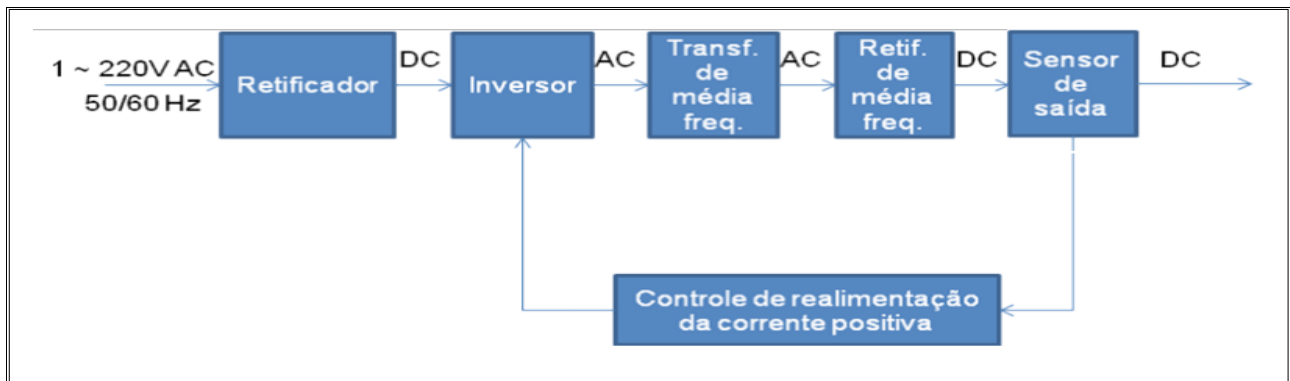 1 ~ 220V AC
50/60 Hz
Retificador
DC
Inversor
AC
Transf.
de
média
freq.
AC
Retif.
de
média
freq.
DC
Sensor
de
saída
DC
Controle de realimentação
da corrente positiva